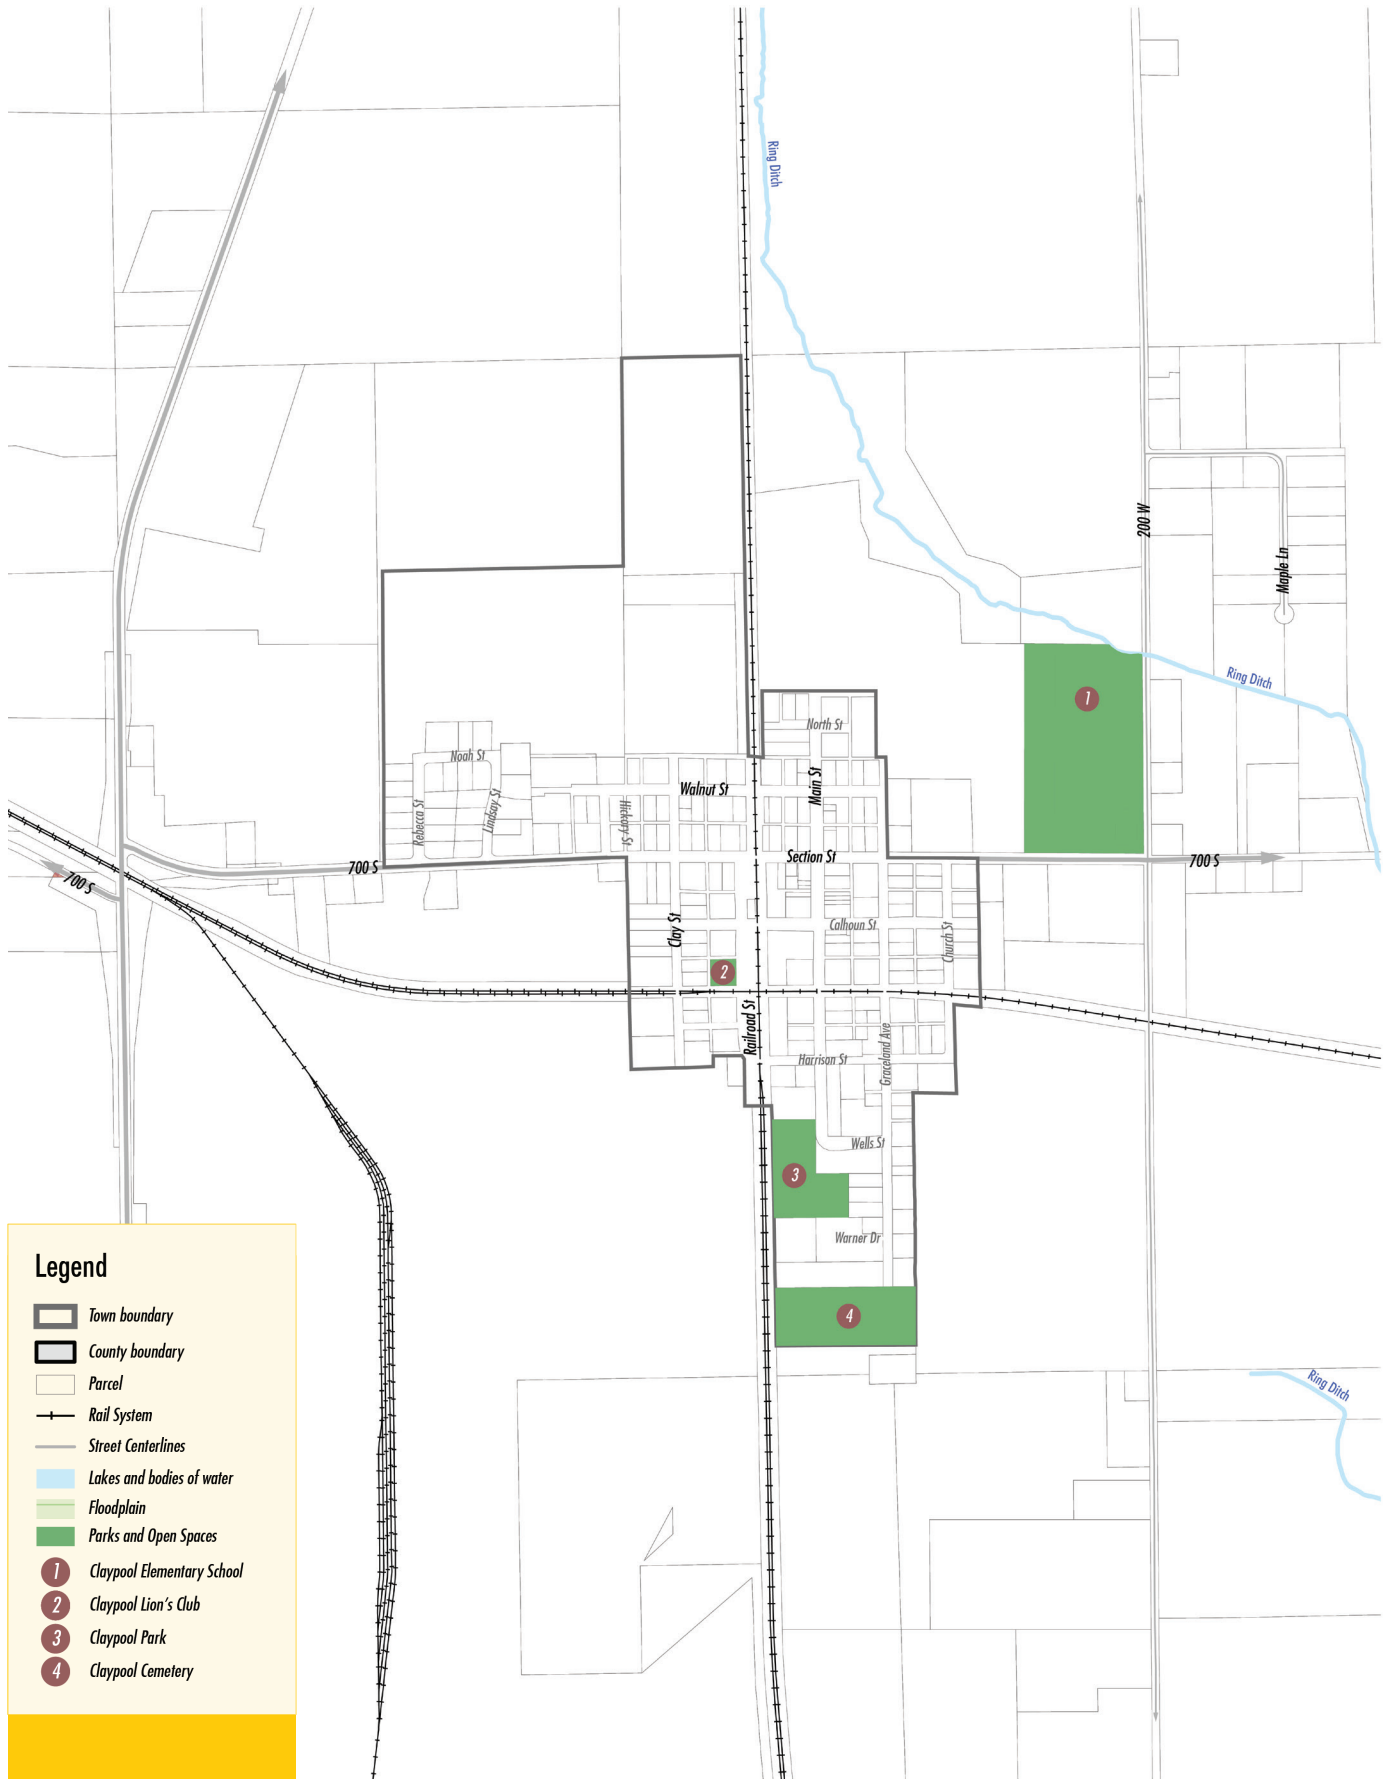 Ring Ditch
200 W
Maple Ln
Ring Ditch
1
North St
Noah St
Walnut St
Main St
Rebecca St
Lindsay St
Hickory St
Section St
700 S
700 S
700 S
Clay St
Calhoun St
Church St
2
Railroad St
Harrison St
Graceland Ave
Wells St
3
Warner Dr
4
Ring Ditch
Legend
Town boundary
County boundary
Parcel
Rail System
Street Centerlines
Lakes and bodies of water
Floodplain
Parks and Open Spaces
1 Claypool Elementary School
2 Claypool Lion's Club
3 Claypool Park
4 Claypool Cemetery